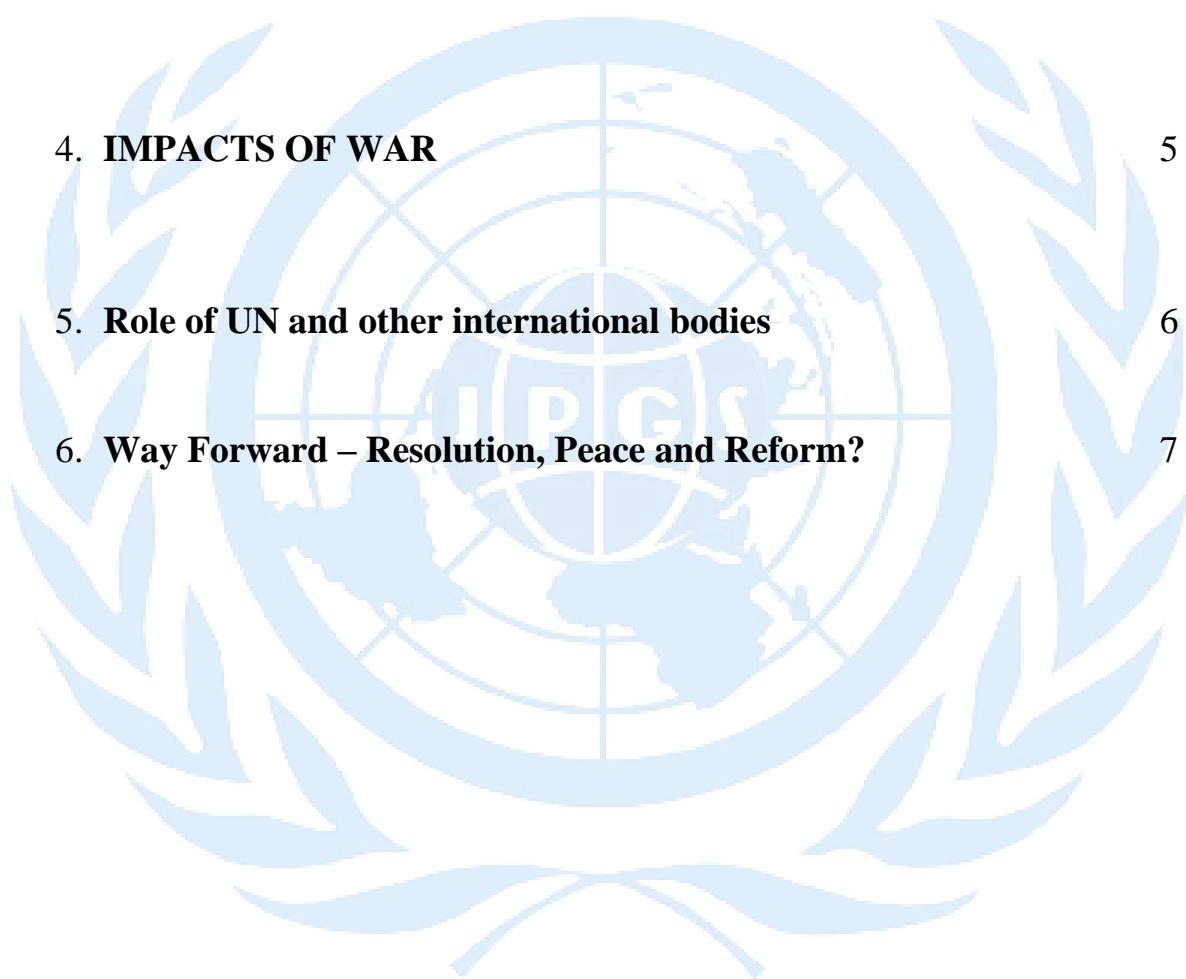 4. IMPACTS OF WAR 5
5. Role of UN and other international bodies 6
6. Way Forward – Resolution, Peace and Reform? 7
IPGS